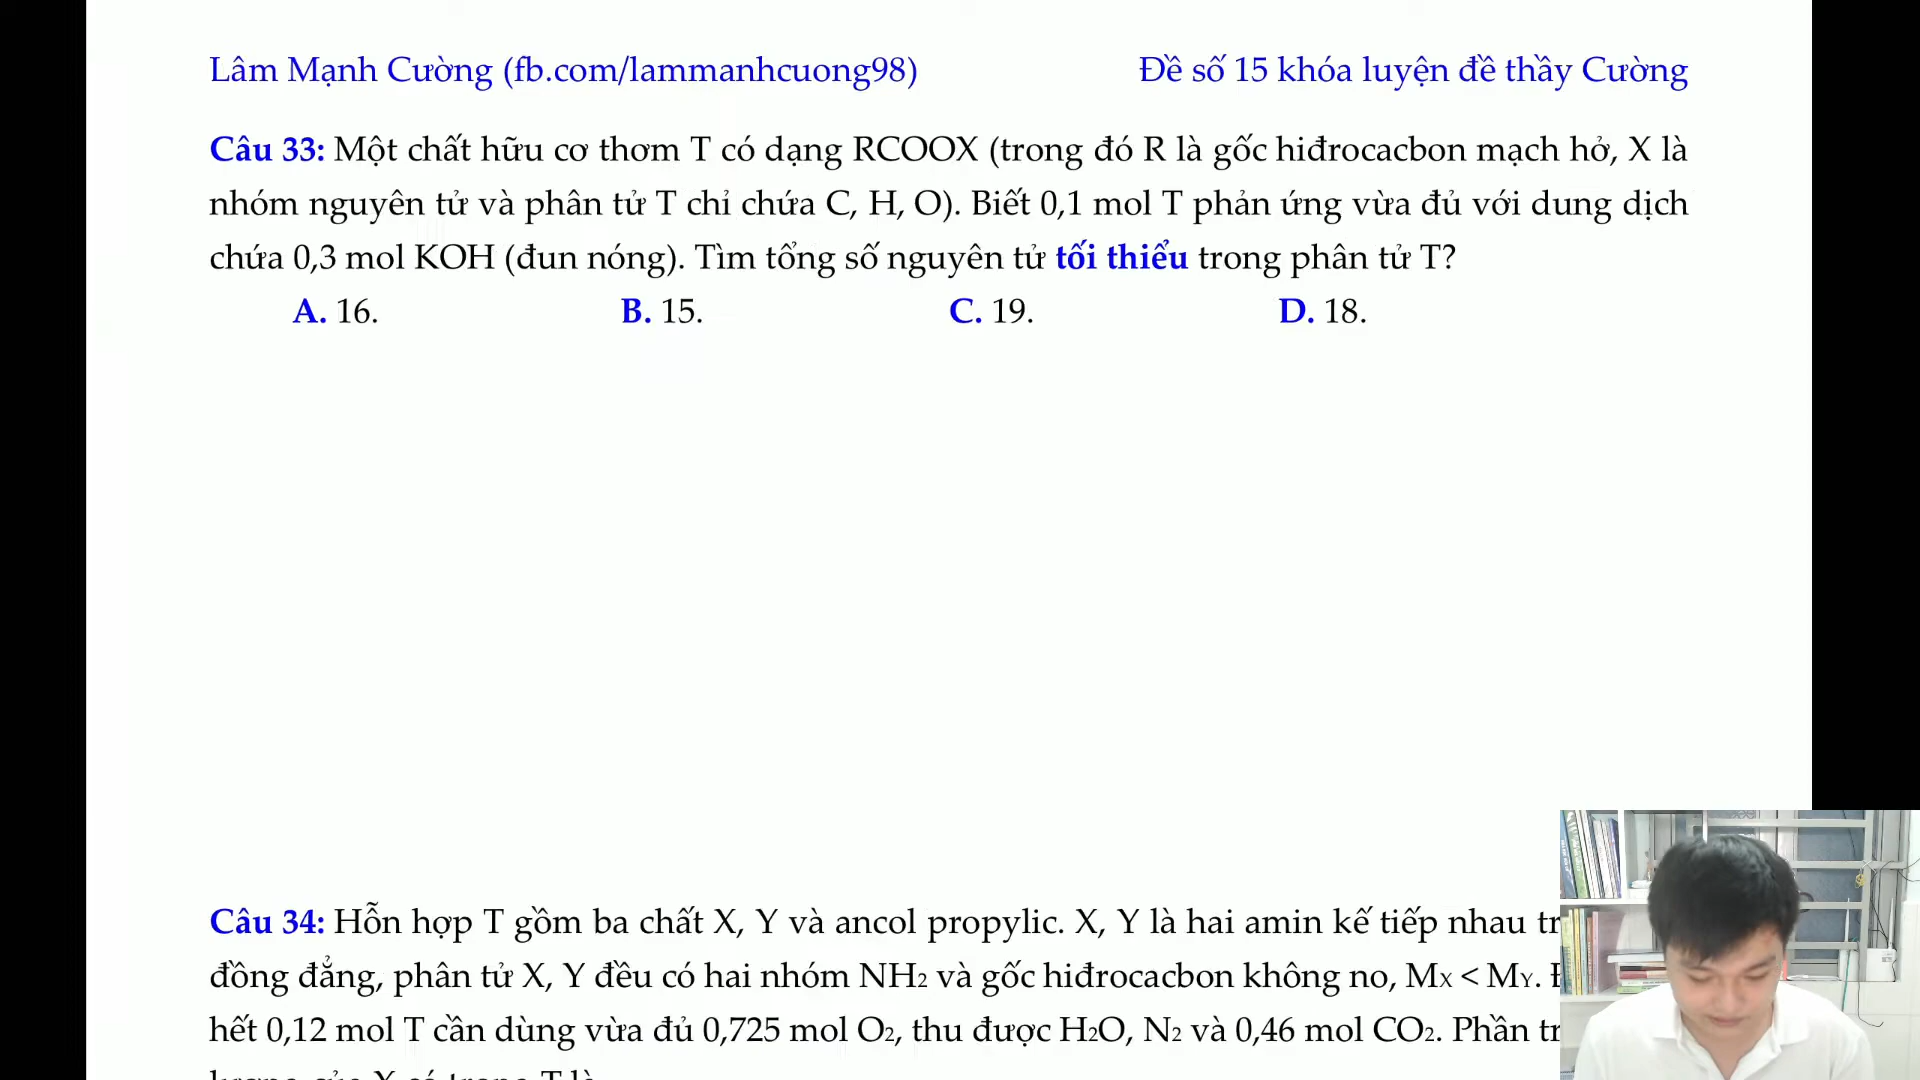 Lâm Mạnh Cường (fb.com/lammanhcuong98)
Đề số 15 khóa luyện đề thầy Cường
Câu 33: Một chất hữu cơ thơm T có dạng RCOOX (trong đó R là gốc hiđrocacbon mạch hở, X là
nhóm nguyên tử và phân tử T chỉ chứa C, H, O). Biết 0,1 mol T phản ứng vừa đủ với dung dịch
chứa 0,3 mol KOH (đun nóng). Tìm tổng số nguyên tử tối thiểu trong phân tử T?
A. 16. B. 15. C. 19. D. 18.
Câu 34: Hỗn hợp T gồm ba chất X, Y và ancol propylic. X, Y là hai amin kế tiếp nhau
đồng đẳng, phân tử X, Y đều có hai nhóm NH2 và gốc hiđrocacbon không no, MX < MY.
hết 0,12 mol T cần dùng vừa đủ 0,725 mol O2, thu được H2O, N2 và 0,46 mol CO2. Phần